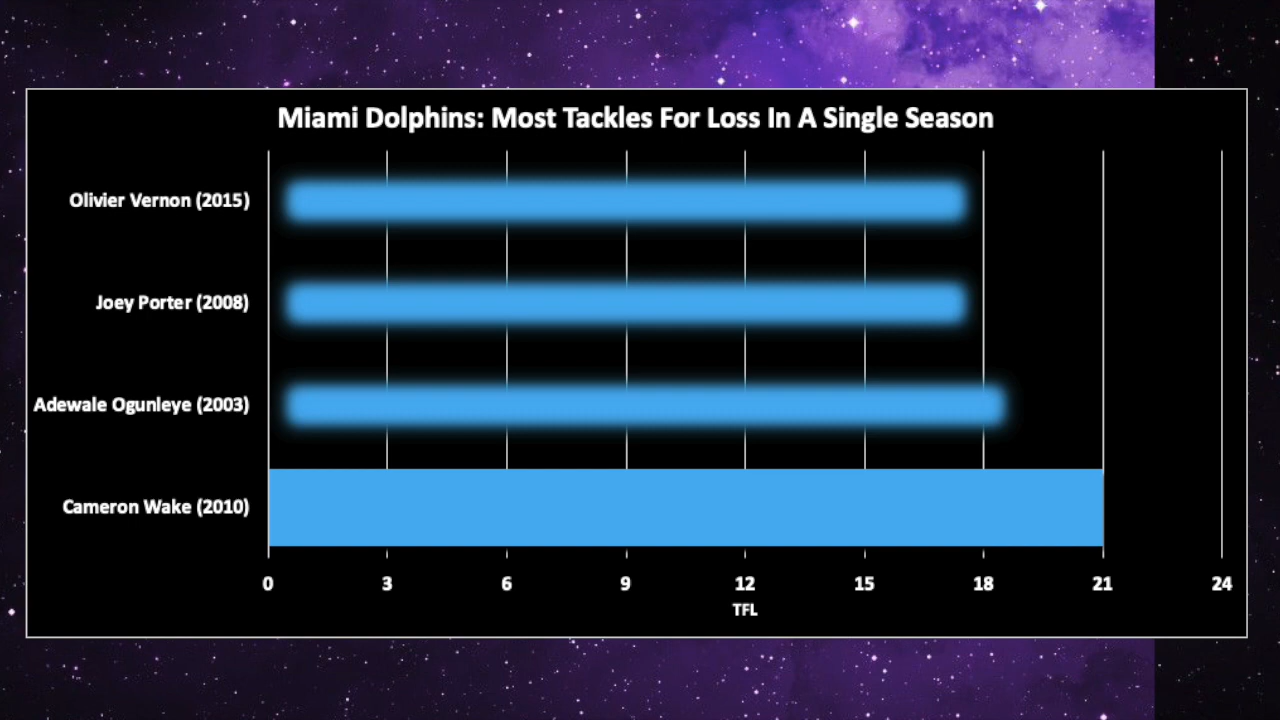 Miami Dolphins: Most Tackles For Loss In A Single Season
Olivier Vernon (2015)
Joey Porter (2008)
Adewale Ogunleye (2003)
Cameron Wake (2010)
0 3 6 9 12 15 18 21 24
TFL